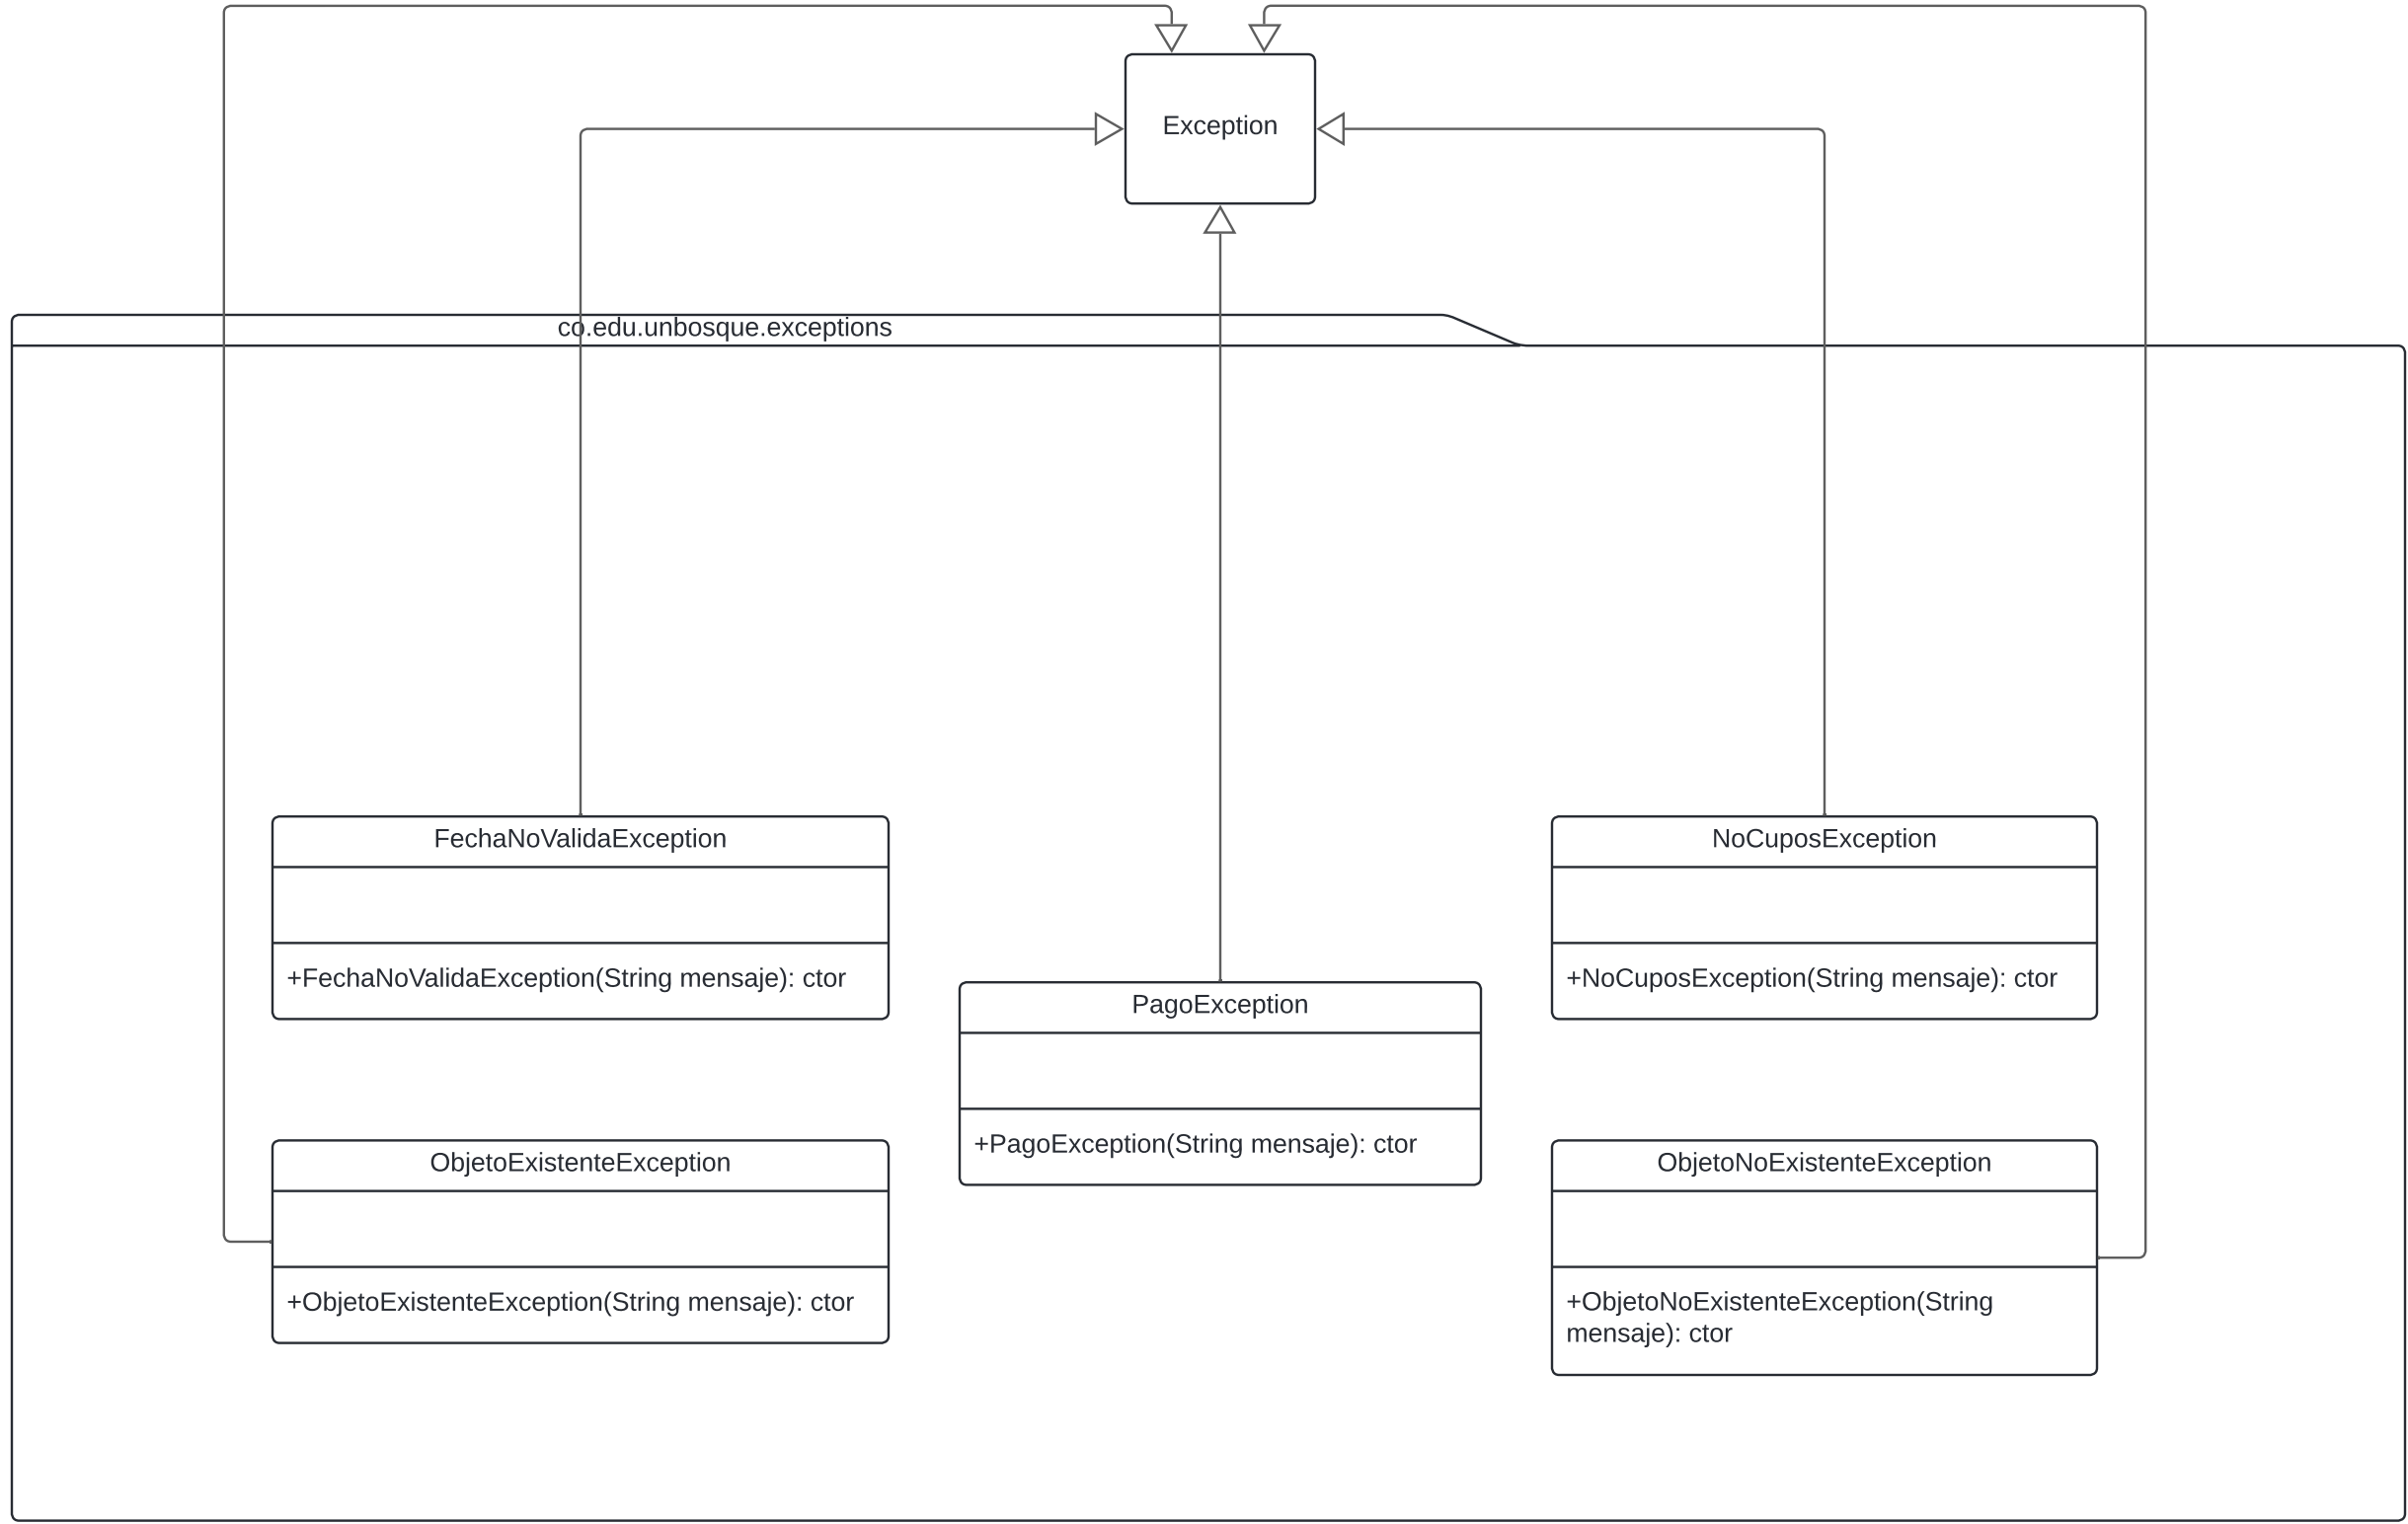 Exception
co.edu.unbosque.exceptions
FechaNoValidaException
+FechaNoValidaException(String mensaje): ctor
NoCuposException
+NoCuposException(String mensaje): ctor
PagoException
+PagoException(String mensaje): ctor
ObjetoExistenteException
+ObjetoExistenteException(String mensaje): ctor
ObjetoNoExistenteException
+ObjetoNoExistenteException(String
mensaje): ctor